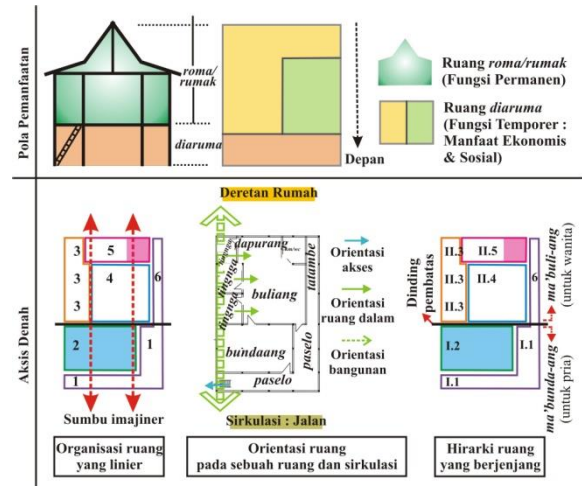 Pola Pemanfaatan
roma/
rumak
diaruma
Depan
Ruang roma/rumak
(Fungsi Permanen)
Ruang diaruma
(Fungsi Temporer :
Manfaat Ekonomis
& Sosial)
Aksis Denah
3
5
6
3
4
3
2
1
1
Sumbu imajiner
Organisasi ruang
yang linier
Deretan Rumah
dapurang
tatambe
lingnga
buliang
lingnga
bundaang
paselo
paselo
Sirkulasi : Jalan
Orientasi
akses
Orientasi
ruang dalam
Orientasi
bangunan
Orientasi ruang
pada sebuah ruang dan sirkulasi
Dinding
pembatas
II.3
II.5
6
II.3
II.4
II.3
I.2
I.1
I.1
ma'buli-ang
(untuk wanita)
ma'bunda-ang
(untuk pria)
Hirarki ruang
yang berjenjang